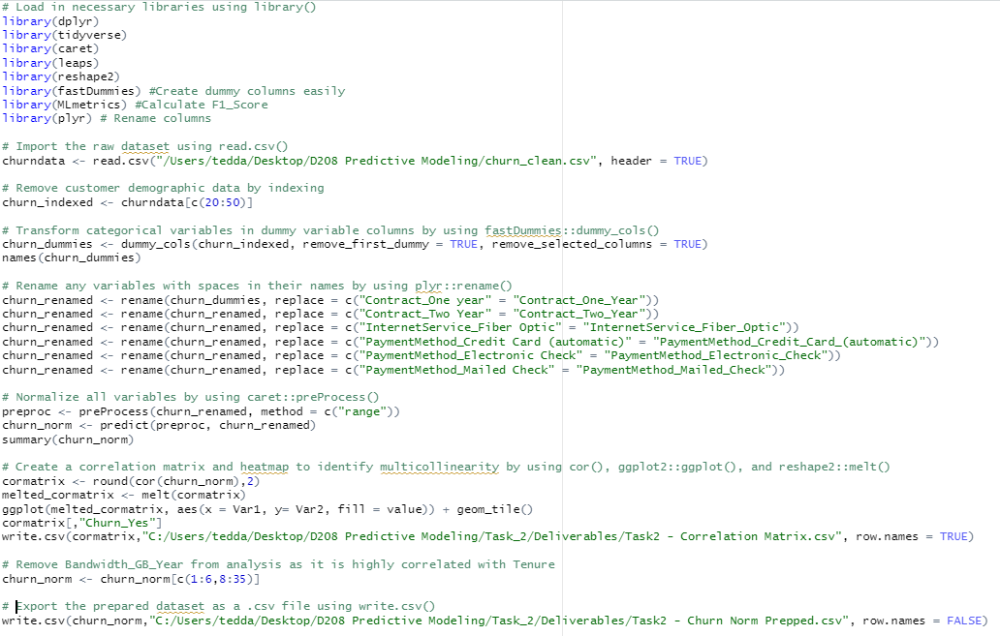 # Load in necessary libraries using library()
library(dplyr)
library(tidyverse)
library(caret)
library(leaps)
library(reshape2)
library(fastDummies) #Create dummy columns easily
library(MLmetrics) #Calculate F1_Score
library(plyr) # Rename columns
# Import the raw dataset using read.csv()
churndata <- read.csv("/Users/tedda/Desktop/D208 Predictive Modeling/churn_clean.csv", header = TRUE)
# Remove customer demographic data by indexing
churn_indexed <- churndata[c(20:50)]
# Transform categorical variables in dummy variable columns by using fastDummies::dummy_cols()
churn_dummies <- dummy_cols(churn_indexed, remove_first_dummy = TRUE, remove_selected_columns = TRUE)
names(churn_dummies)
# Rename any variables with spaces in their names by using plyr::rename()
churn_renamed <- rename(churn_dummies, replace = c("Contract_One year" = "Contract_One_Year"))
churn_renamed <- rename(churn_renamed, replace = c("Contract_Two Year" = "Contract_Two_Year"))
churn_renamed <- rename(churn_renamed, replace = c("InternetService_Fiber Optic" = "InternetService_Fiber_Optic"))
churn_renamed <- rename(churn_renamed, replace = c("PaymentMethod_Credit Card (automatic)" = "PaymentMethod_Credit_Card_(automatic)"))
churn_renamed <- rename(churn_renamed, replace = c("PaymentMethod_Electronic Check" = "PaymentMethod_Electronic_Check"))
churn_renamed <- rename(churn_renamed, replace = c("PaymentMethod_Mailed Check" = "PaymentMethod_Mailed_Check"))
# Normalize all variables by using caret::preProcess()
preproc <- preProcess(churn_renamed, method = c("range"))
churn_norm <- predict(preproc, churn_renamed)
summary(churn_norm)
# Create a correlation matrix and heatmap to identify multicollinearity by using cor(), ggplot2::ggplot(), and reshape2::melt()
cormatrix <- round(cor(churn_norm),2)
melted_cormatrix <- melt(cormatrix)
ggplot(melted_cormatrix, aes(x = Var1, y= Var2, fill = value)) + geom_tile()
cormatrix[,"Churn_Yes"]
write.csv(cormatrix,"C:/Users/tedda/Desktop/D208 Predictive Modeling/Task_2/Deliverables/Task2 - Correlation Matrix.csv", row.names = TRUE)
# Remove Bandwidth_GB_Year from analysis as it is highly correlated with Tenure
churn_norm <- churn_norm[c(1:6,8:35)]
# Export the prepared dataset as a .csv file using write.csv()
write.csv(churn_norm,"C:/Users/tedda/Desktop/D208 Predictive Modeling/Task_2/Deliverables/Task2 - Churn Norm Prepped.csv", row.names = FALSE)